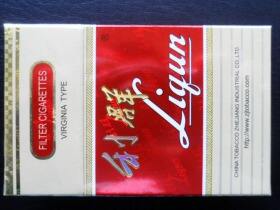 FILTER CIGARETTES
VIRGINIA TYPE
利群
Liqun
CHINA TOBACCO ZHEJIANG INDUSTRIAL CO.,LTD
http://www.zjtobacco.com